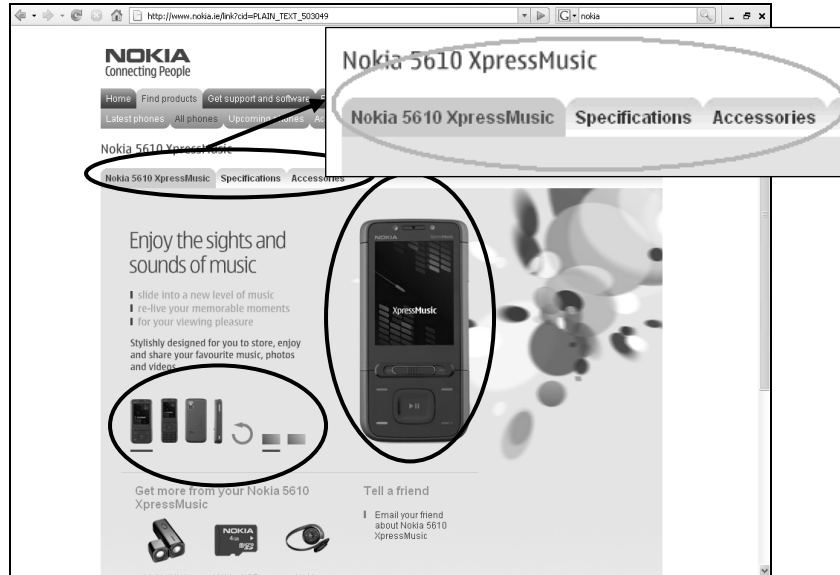 http://www.nokia.ie/link?cid=PLAIN_TEXT_503049
nokia
NOKIA
Connecting People
Home Find products Get support and software
Latest phones All phones Upcoming phones
Nokia 5610 XpressMusic
Nokia 5610 XpressMusic Specifications Accessories
Nokia 5610 XpressMusic
Nokia 5610 XpressMusic Specifications Accessories
Enjoy the sights and
sounds of music
slide into a new level of music
re-live your memorable moments
for your viewing pleasure
Stylishly designed for you to store, enjoy
and share your favourite music, photos
and videos
NOKIA
XpressMusic
Get more from your Nokia 5610
XpressMusic
NOKIA
4GB
micro
Tell a friend
Email your friend
about Nokia 5610
XpressMusic